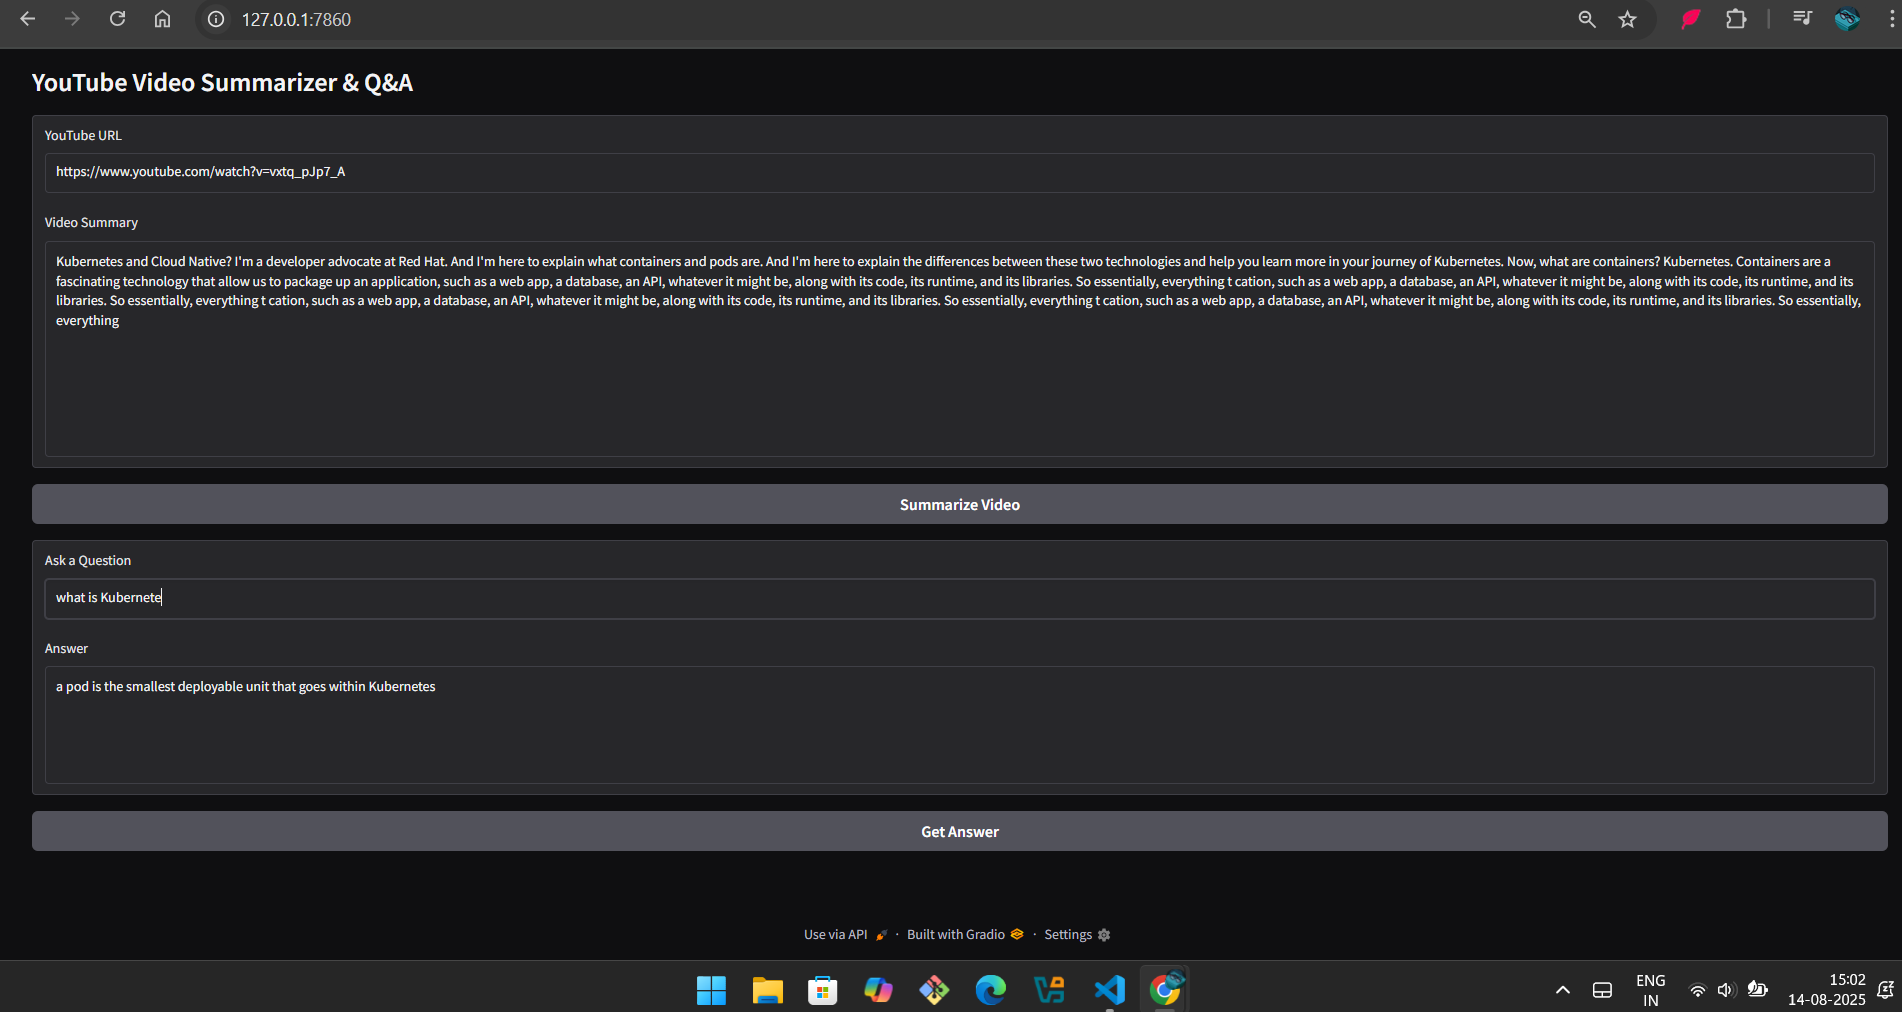 127.0.0.1:7860
YouTube Video Summarizer & Q&A
YouTube URL
https://www.youtube.com/watch?v=vxtq_pJp7_A
Video Summary
Kubernetes and Cloud Native? I'm a developer advocate at Red Hat. And I'm here to explain what containers and pods are. And I'm here to explain the differences between these two technologies and help you learn more in your journey of Kubernetes. Now, what are containers? Kubernetes. Containers are a
fascinating technology that allow us to package up an application, such as a web app, a database, an API, whatever it might be, along with its code, its runtime, and its libraries. So essentially, everything t cation, such as a web app, a database, an API, whatever it might be, along with its code, its runtime, and its
libraries. So essentially, everything t cation, such as a web app, a database, an API, whatever it might be, along with its code, its runtime, and its libraries. So essentially, everything t cation, such as a web app, a database, an API, whatever it might be, along with its code, its runtime, and its libraries. So essentially,
everything
Summarize Video
Ask a Question
what is Kubernete
Answer
a pod is the smallest deployable unit that goes within Kubernetes
Get Answer
Use via API · Built with Gradio · Settings
ENG
IN
15:02
14-08-2025